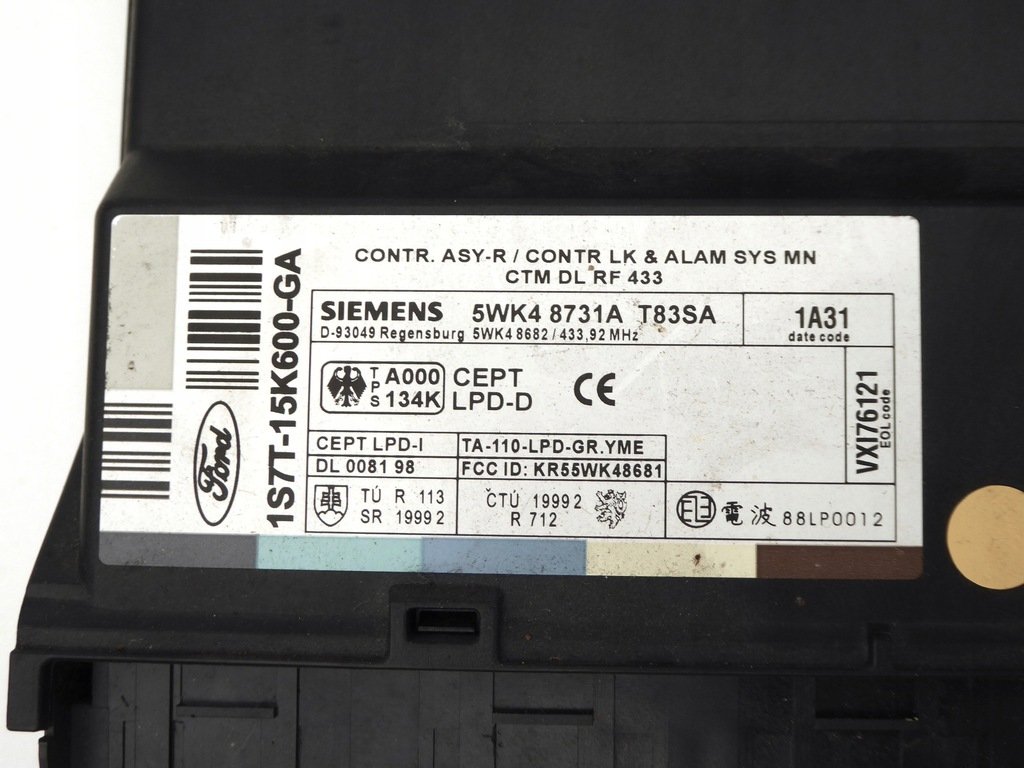 CONTR. ASY-R / CONTR LK & ALAM SYS MN
CTM DL RF 433
SIEMENS 5WK4 8731A T83SA
D-93049 Regensburg 5WK4 8682 / 433,92 MHz
1A31
date code
TPS A000
134K
CEPT
LPD-D
CE
VXI76121
EOL code
CEPT LPD-I
TA-110-LPD-GR.YME
DL 0081 98
FCC ID: KR55WK48681
TÚ R 113
SR 1999 2
ČTÚ 1999 2
R 712
電波 88LP0012
Ford
1S7T-15K600-GA